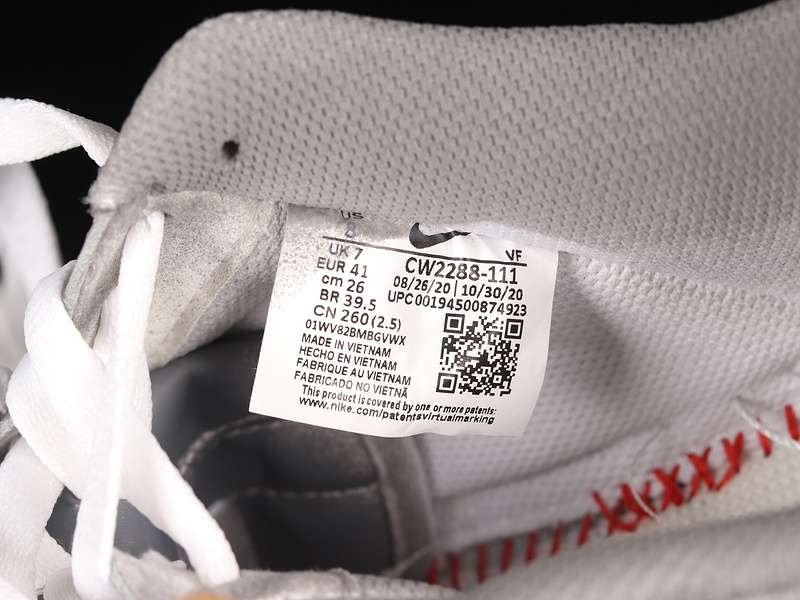 US
8
UK 7
EUR 41
cm 26
BR 39.5
CN 260 (2.5)
VF
CW2288-111
08/26/20 | 10/30/20
UPC 00194500874923
01WV82BMBGVWX
MADE IN VIETNAM
HECHO EN VIETNAM
FABRIQUE AU VIETNAM
FABRICADO NO VIETNÃ
This product is covered by one or more patents:
www.nike.com/patentsvirtualmarking